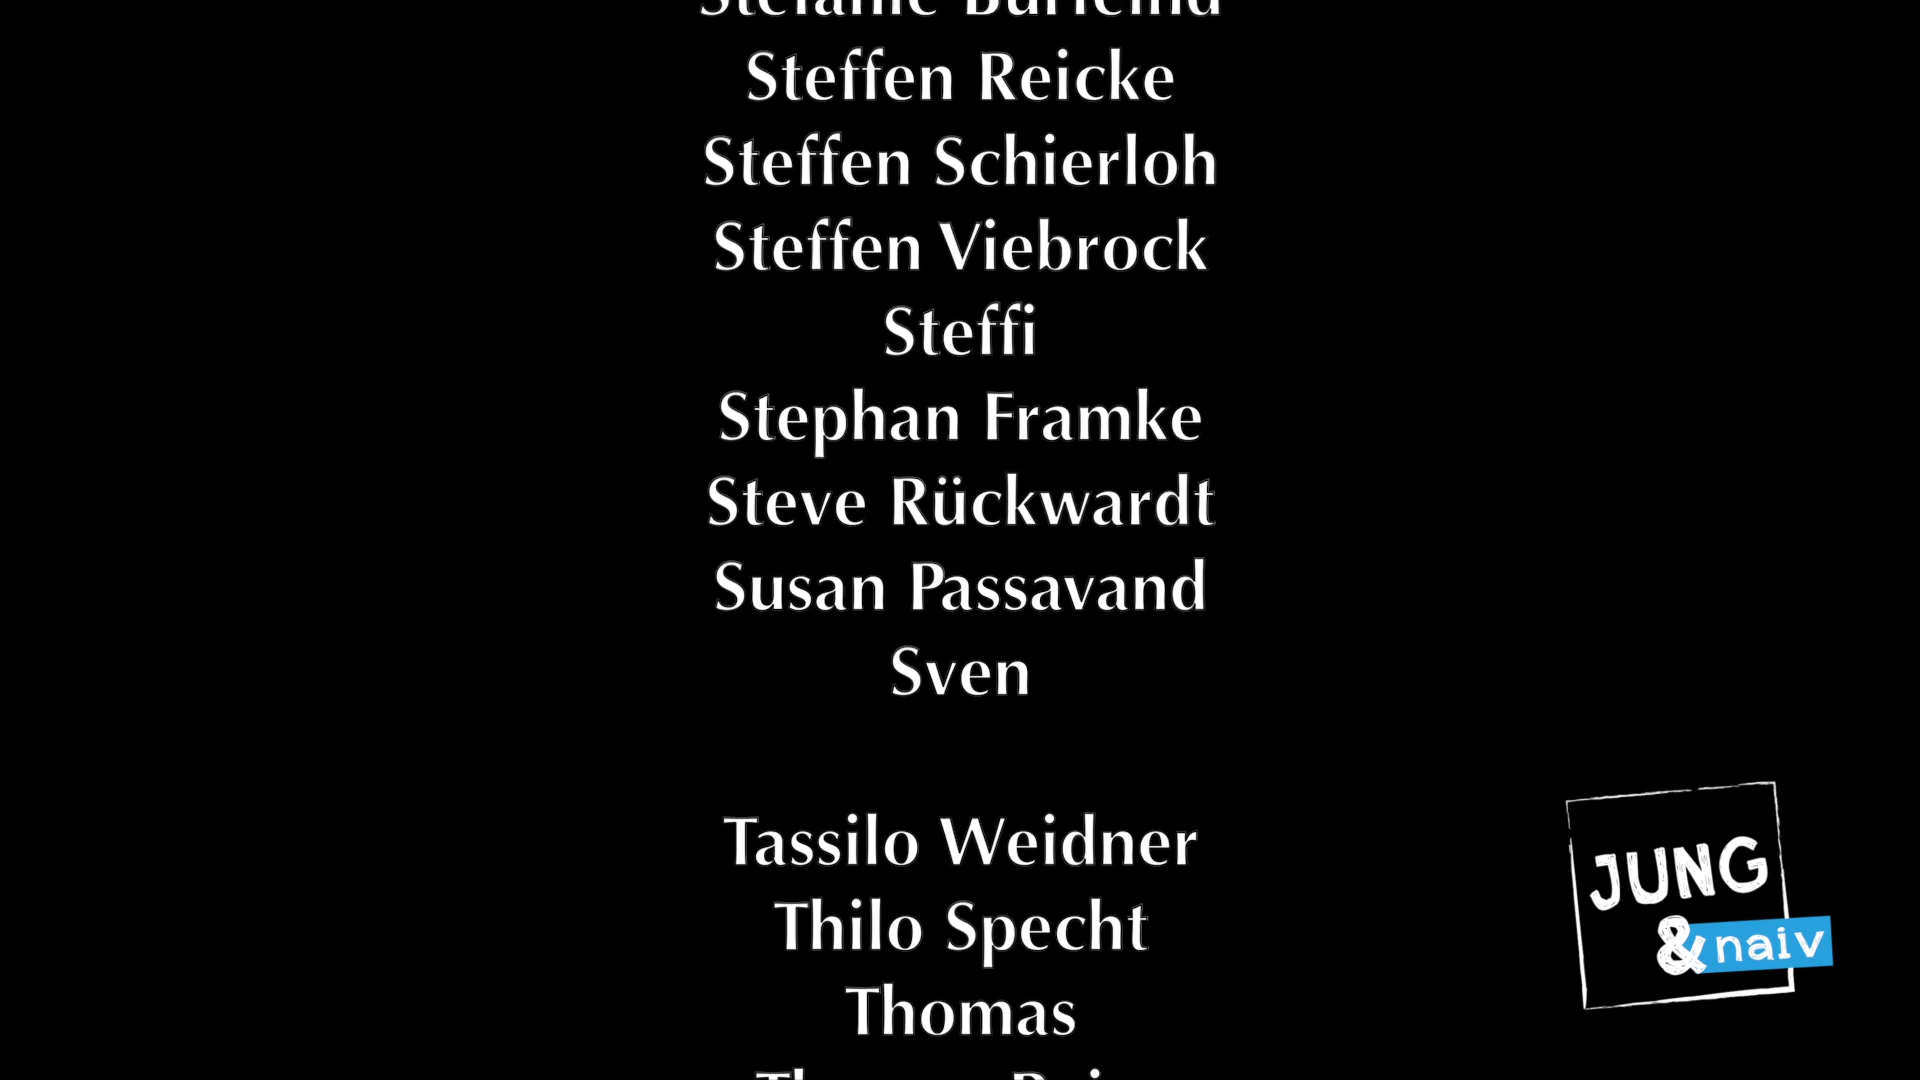 Steffen Reicke
Steffen Schierloh
Steffen Viebrock
Steffi
Stephan Framke
Steve Rückwardt
Susan Passavand
Sven
Tassilo Weidner
Thilo Specht
Thomas
JUNG
&naiv